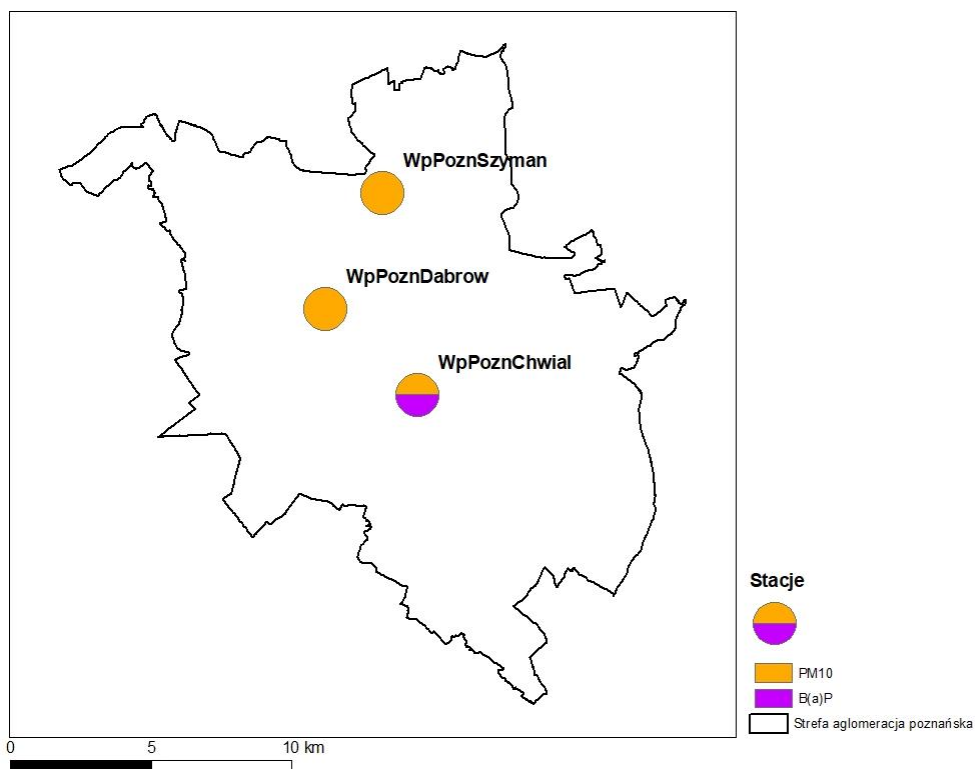 WpPoznSzyman
WpPoznDabrow
WpPoznChwial
Stacje
PM10
B(a)P
Strefa aglomeracja poznańska
0 5 10 km